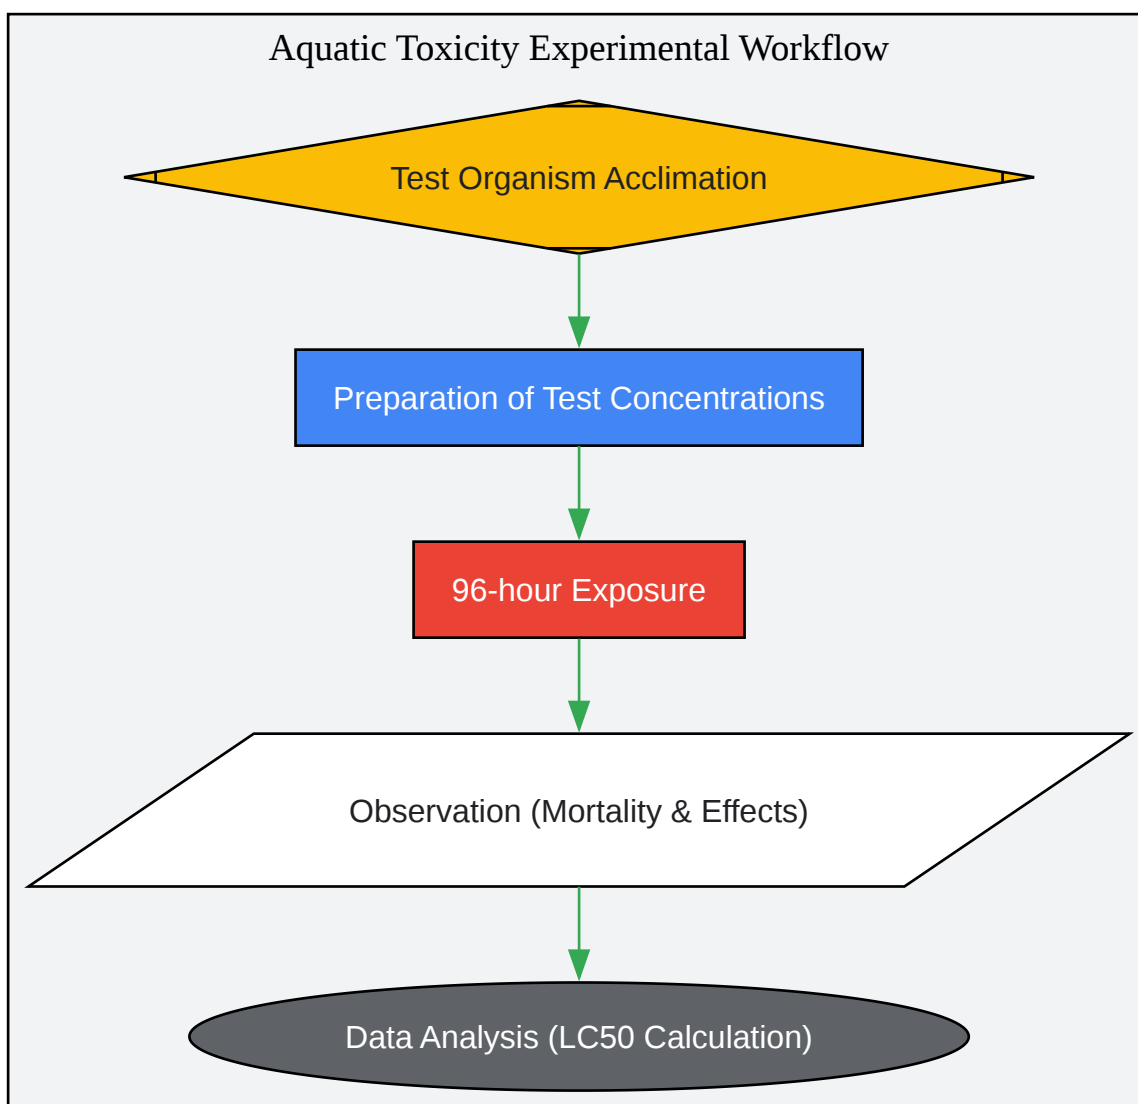 Aquatic Toxicity Experimental Workflow
Test Organism Acclimation
Preparation of Test Concentrations
96-hour Exposure
Observation (Mortality & Effects)
Data Analysis (LC50 Calculation)